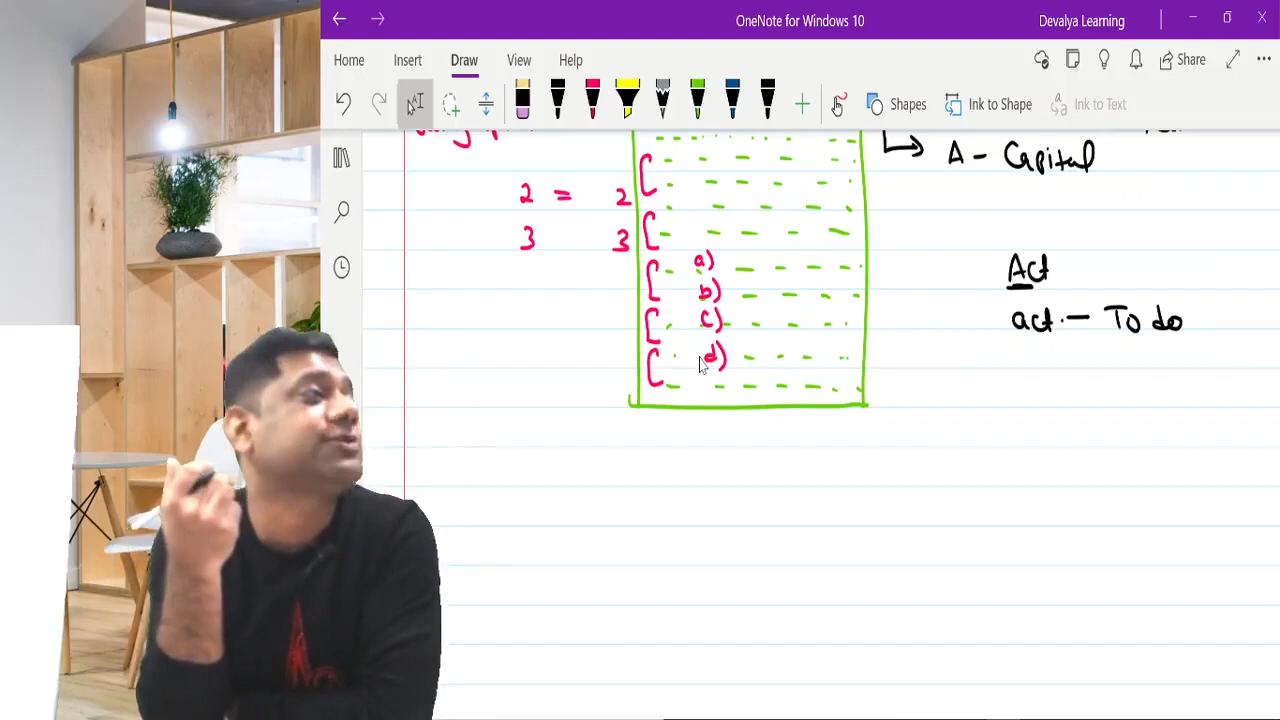 OneNote for Windows 10
Devalya Learning
Home Insert Draw View Help
Share
Shapes
Ink to Shape
Ink to Text
A - Capital
2 = 2
3 3
a)
b)
c)
d)
Act
act - To do